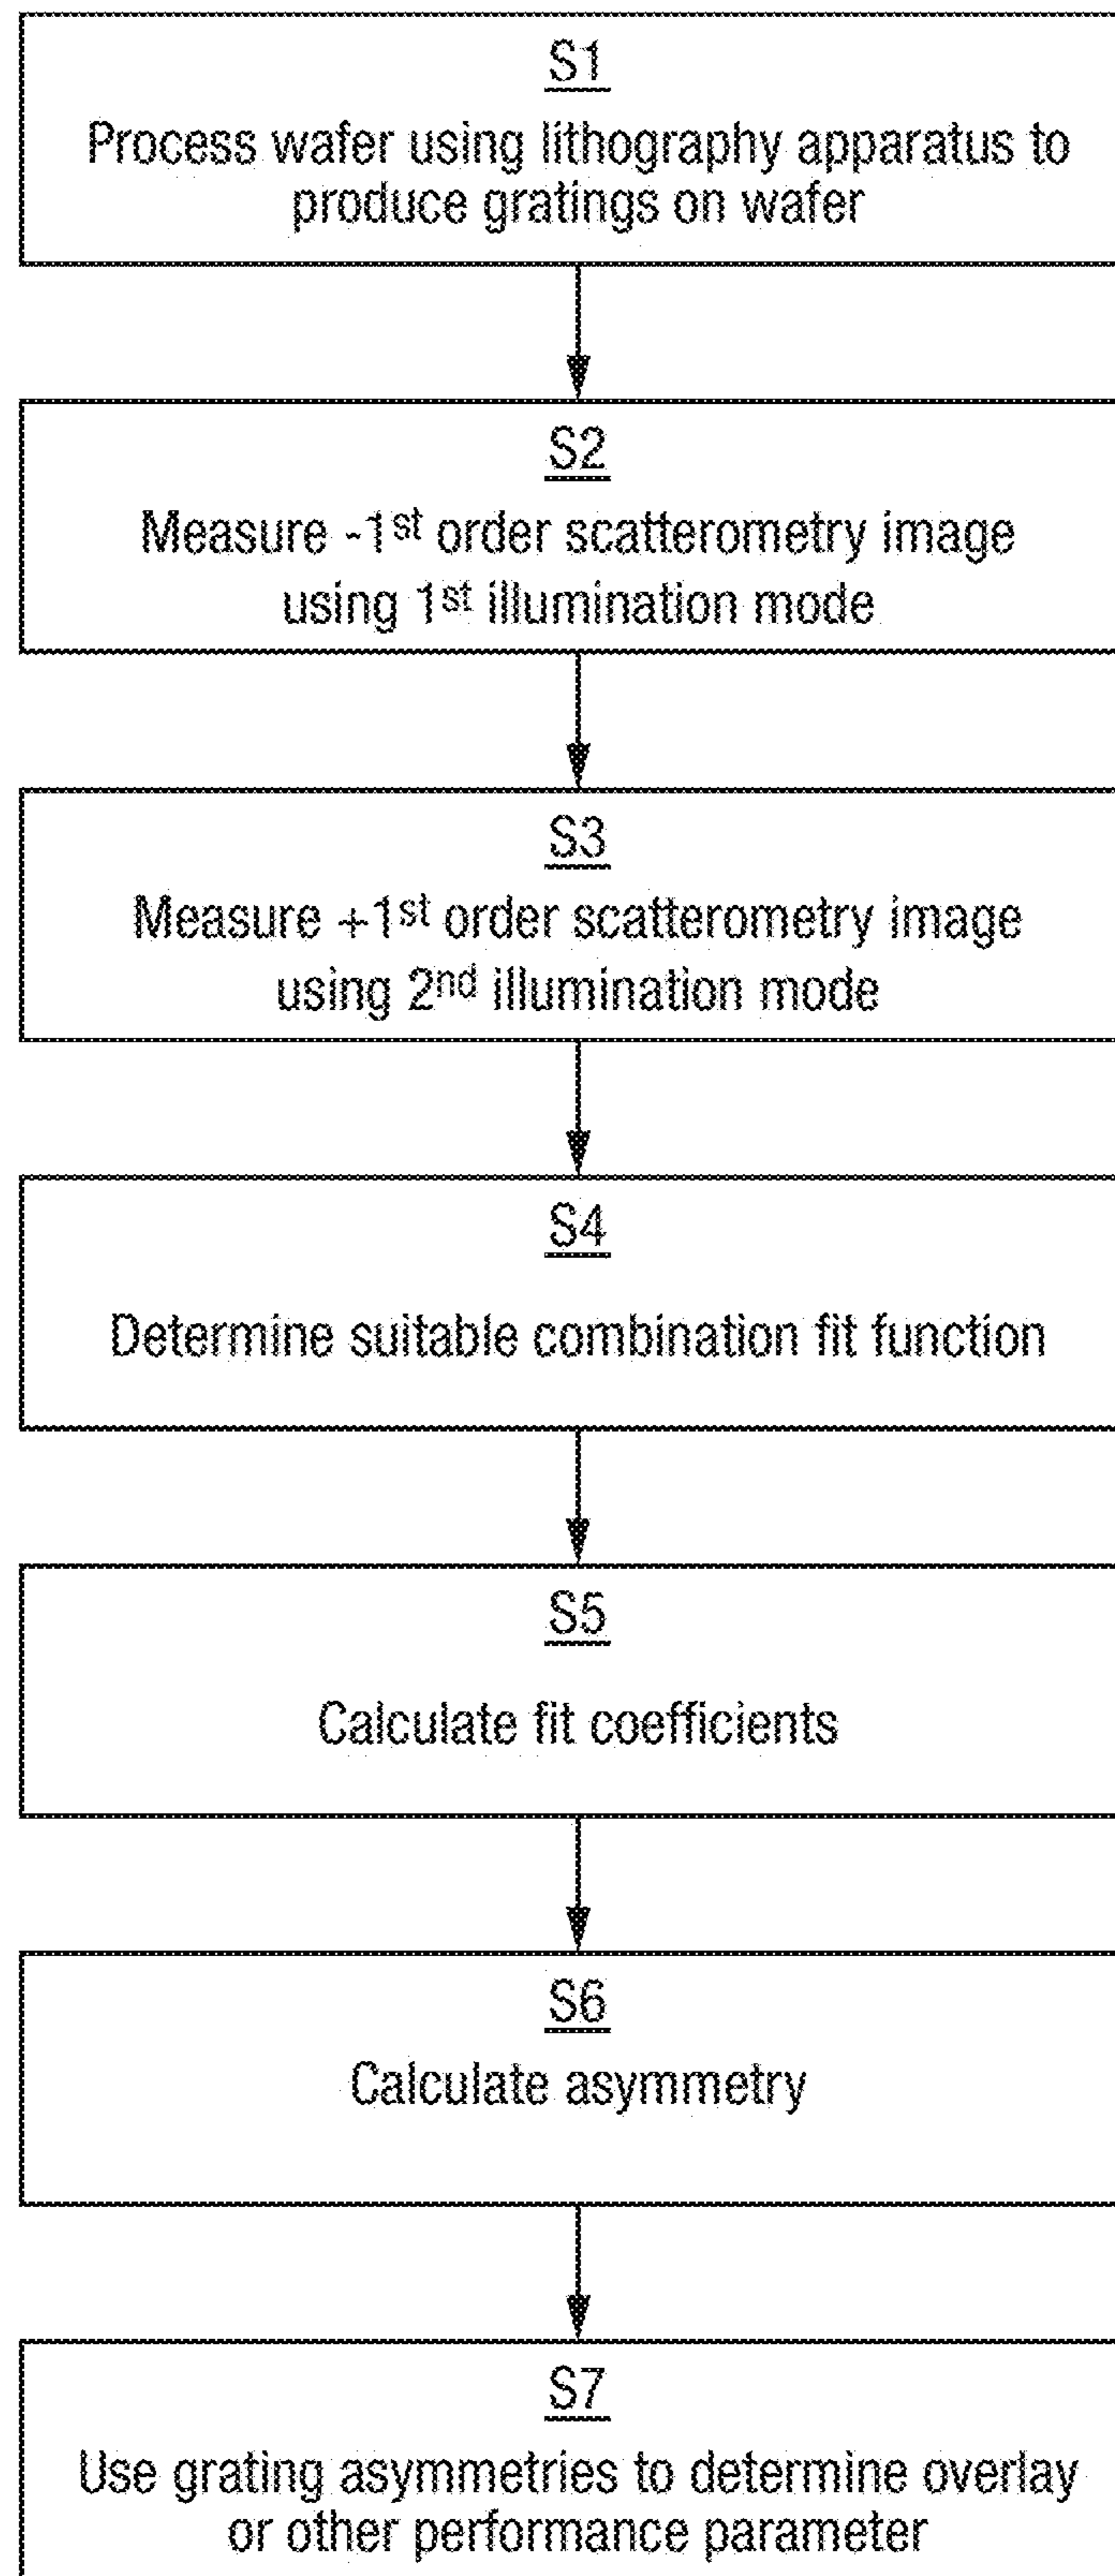 S1
Process wafer using lithography apparatus to
produce gratings on wafer
S2
Measure -1st order scatterometry image
using 1st illumination mode
S3
Measure +1st order scatterometry image
using 2nd illumination mode
S4
Determine suitable combination fit function
S5
Calculate fit coefficients
S6
Calculate asymmetry
S7
Use grating asymmetries to determine overlay
or other performance parameter